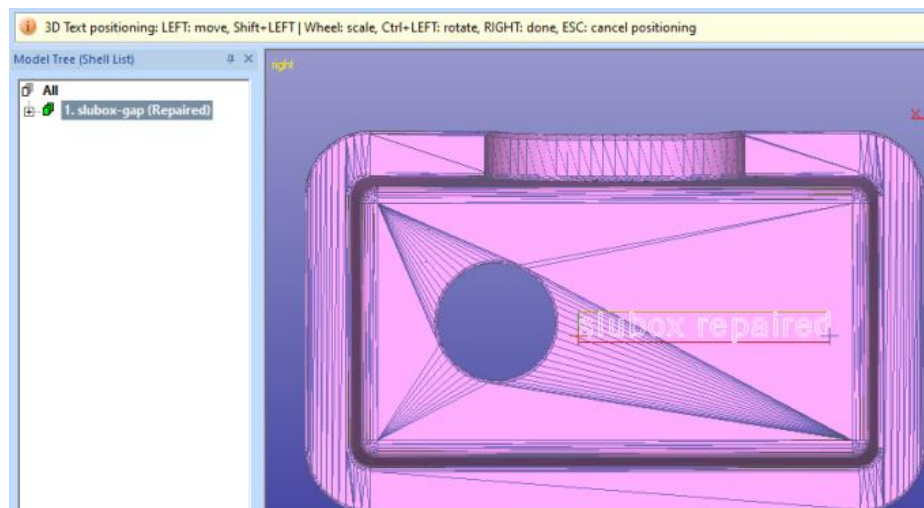 3D Text positioning: LEFT: move, Shift+LEFT | Wheel: scale, Ctrl+LEFT: rotate, RIGHT: done, ESC: cancel positioning
Model Tree (Shell List)
right
All
1. slubox-gap (Repaired)
X
slubox repaired